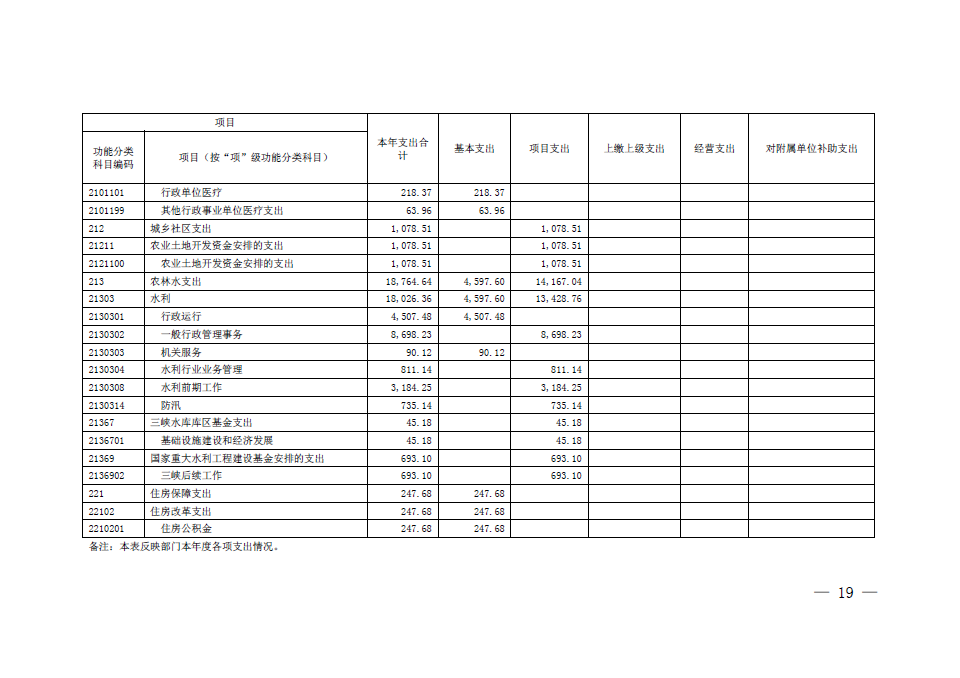 项目
功能分类
科目编码
项目（按“项”级功能分类科目）
本年支出合
计
基本支出
项目支出
上缴上级支出
经营支出
对附属单位补助支出
2101101 行政单位医疗 218.37 218.37
2101199 其他行政事业单位医疗支出 63.96 63.96
212 城乡社区支出 1,078.51 1,078.51
21211 农业土地开发资金安排的支出 1,078.51 1,078.51
2121100 农业土地开发资金安排的支出 1,078.51 1,078.51
213 农林水支出 18,764.64 4,597.60 14,167.04
21303 水利 18,026.36 4,597.60 13,428.76
2130301 行政运行 4,507.48 4,507.48
2130302 一般行政管理事务 8,698.23 8,698.23
2130303 机关服务 90.12 90.12
2130304 水利行业业务管理 811.14 811.14
2130308 水利前期工作 3,184.25 3,184.25
2130314 防汛 735.14 735.14
21367 三峡水库库区基金支出 45.18 45.18
2136701 基础设施建设和经济发展 45.18 45.18
21369 国家重大水利工程建设基金安排的支出 693.10 693.10
2136902 三峡后续工作 693.10 693.10
221 住房保障支出 247.68 247.68
22102 住房改革支出 247.68 247.68
2210201 住房公积金 247.68 247.68
备注：本表反映部门本年度各项支出情况。
— 19 —